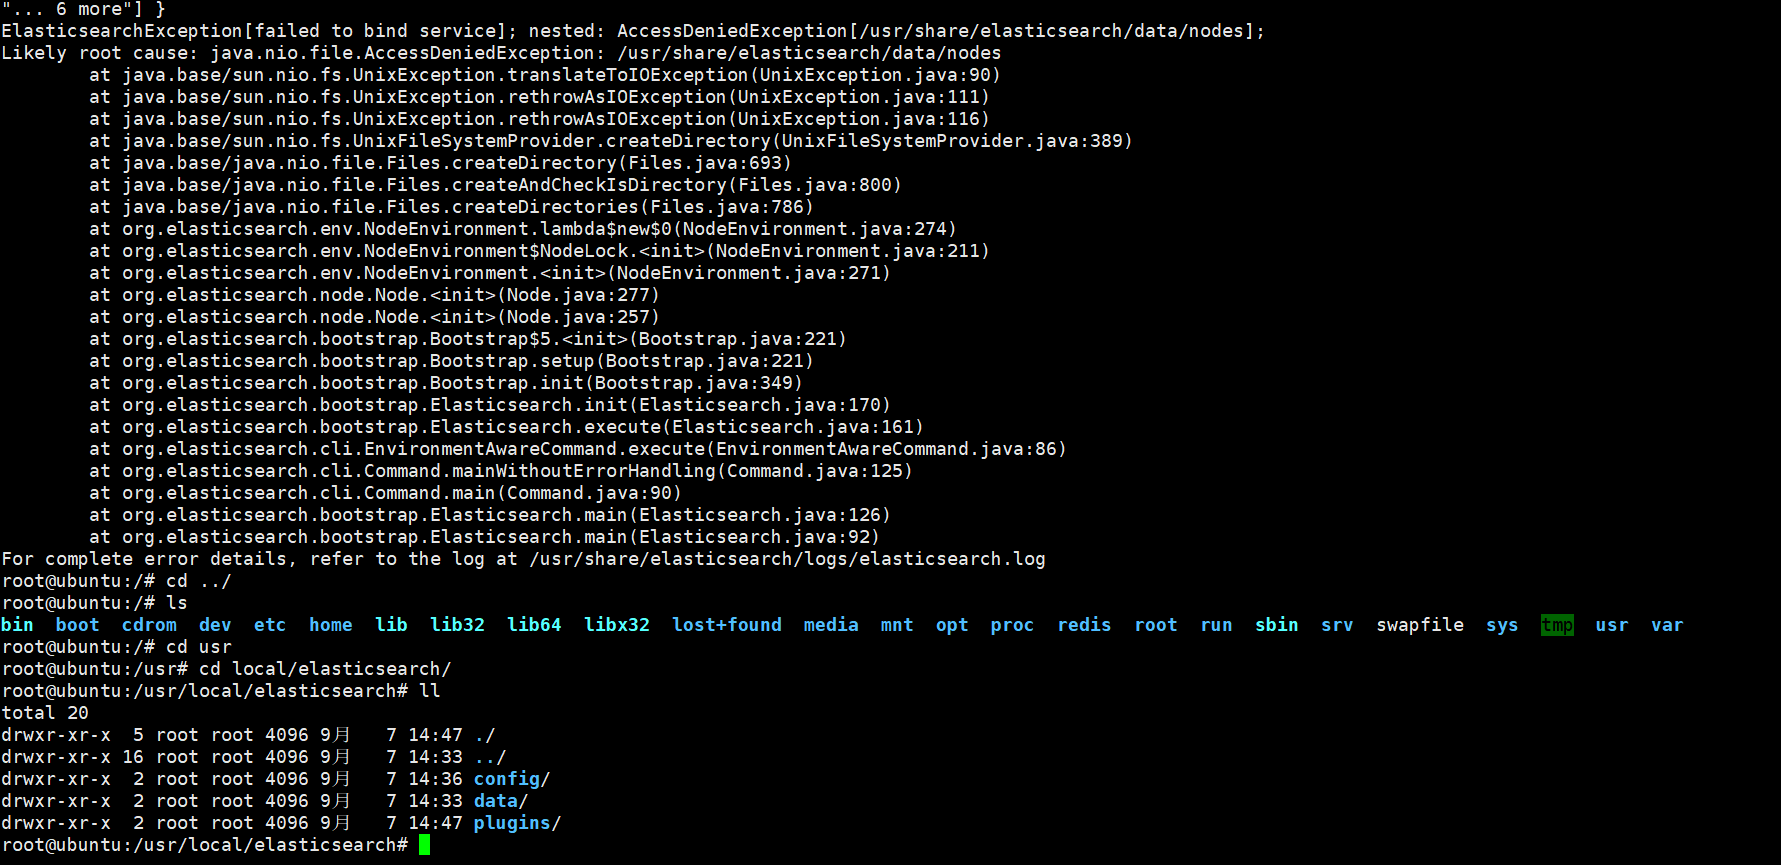 "... 6 more"] }
ElasticsearchException[failed to bind service]; nested: AccessDeniedException[/usr/share/elasticsearch/data/nodes];
Likely root cause: java.nio.file.AccessDeniedException: /usr/share/elasticsearch/data/nodes
        at java.base/sun.nio.fs.UnixException.translateToIOException(UnixException.java:90)
        at java.base/sun.nio.fs.UnixException.rethrowAsIOException(UnixException.java:111)
        at java.base/sun.nio.fs.UnixException.rethrowAsIOException(UnixException.java:116)
        at java.base/sun.nio.fs.UnixFileSystemProvider.createDirectory(UnixFileSystemProvider.java:389)
        at java.base/java.nio.file.Files.createDirectory(Files.java:693)
        at java.base/java.nio.file.Files.createAndCheckIsDirectory(Files.java:800)
        at java.base/java.nio.file.Files.createDirectories(Files.java:786)
        at org.elasticsearch.env.NodeEnvironment.lambda$new$0(NodeEnvironment.java:274)
        at org.elasticsearch.env.NodeEnvironment$NodeLock.<init>(NodeEnvironment.java:211)
        at org.elasticsearch.env.NodeEnvironment.<init>(NodeEnvironment.java:271)
        at org.elasticsearch.node.Node.<init>(Node.java:277)
        at org.elasticsearch.node.Node.<init>(Node.java:257)
        at org.elasticsearch.bootstrap.Bootstrap$5.<init>(Bootstrap.java:221)
        at org.elasticsearch.bootstrap.Bootstrap.setup(Bootstrap.java:221)
        at org.elasticsearch.bootstrap.Bootstrap.init(Bootstrap.java:349)
        at org.elasticsearch.bootstrap.Elasticsearch.init(Elasticsearch.java:170)
        at org.elasticsearch.bootstrap.Elasticsearch.execute(Elasticsearch.java:161)
        at org.elasticsearch.cli.EnvironmentAwareCommand.execute(EnvironmentAwareCommand.java:86)
        at org.elasticsearch.cli.Command.mainWithoutErrorHandling(Command.java:125)
        at org.elasticsearch.cli.Command.main(Command.java:90)
        at org.elasticsearch.bootstrap.Elasticsearch.main(Elasticsearch.java:126)
        at org.elasticsearch.bootstrap.Elasticsearch.main(Elasticsearch.java:92)
For complete error details, refer to the log at /usr/share/elasticsearch/logs/elasticsearch.log
root@ubuntu:/# cd ../
root@ubuntu:/# ls
bin  boot  cdrom  dev  etc  home  lib  lib32  lib64  libx32  lost+found  media  mnt  opt  proc  redis  root  run  sbin  srv  swapfile  sys  tmp  usr  var
root@ubuntu:/# cd usr
root@ubuntu:/usr# cd local/elasticsearch/
root@ubuntu:/usr/local/elasticsearch# ll
total 20
drwxr-xr-x  5 root root 4096 9月   7 14:47 ./
drwxr-xr-x 16 root root 4096 9月   7 14:33 ../
drwxr-xr-x  2 root root 4096 9月   7 14:36 config/
drwxr-xr-x  2 root root 4096 9月   7 14:33 data/
drwxr-xr-x  2 root root 4096 9月   7 14:47 plugins/
root@ubuntu:/usr/local/elasticsearch#